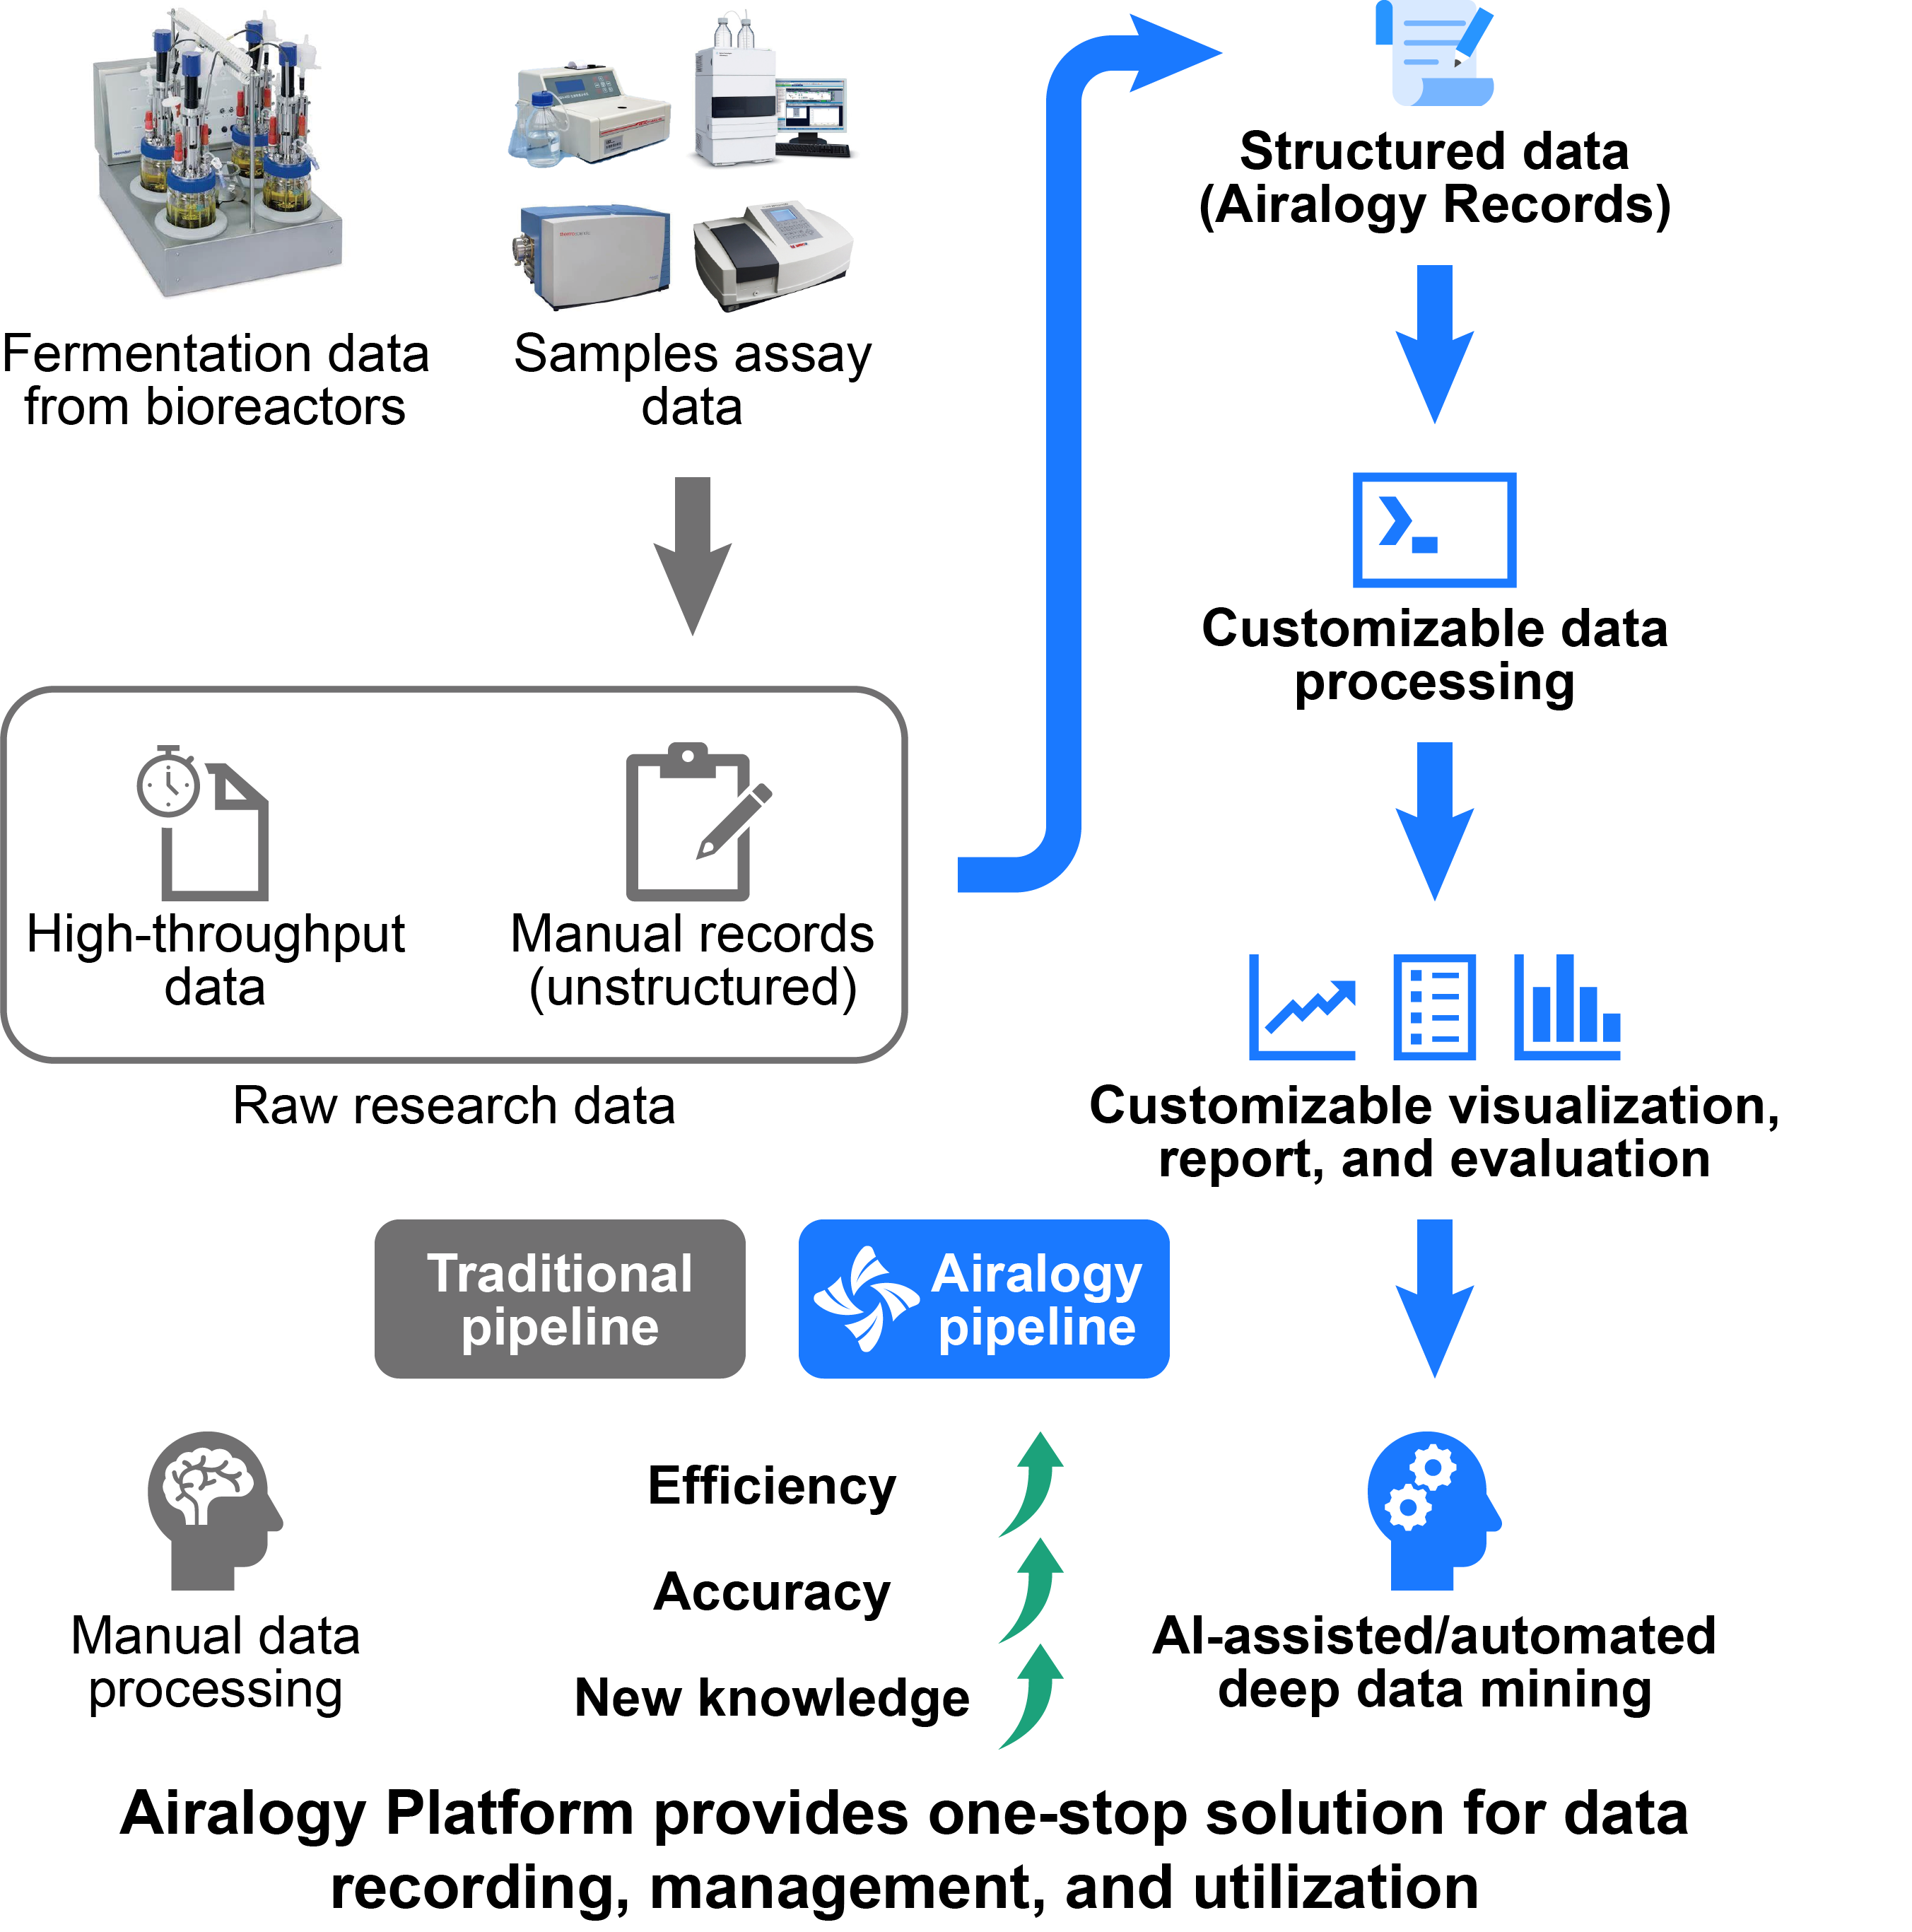 Fermentation data
from bioreactors
Samples assay
data
High-throughput
data
Manual records
(unstructured)
Raw research data
Structured data
(Airalogy Records)
Customizable data
processing
Customizable visualization,
report, and evaluation
Traditional
pipeline
Airalogy
pipeline
Manual data
processing
Efficiency
Accuracy
New knowledge
AI-assisted/automated
deep data mining
Airalogy Platform provides one-stop solution for data
recording, management, and utilization